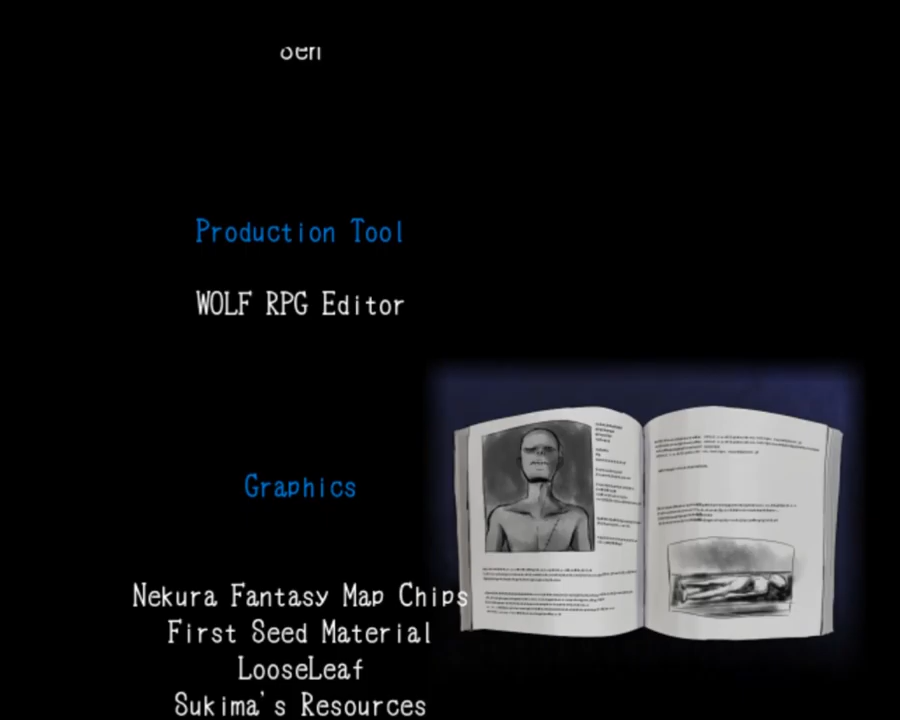 Production Tool
WOLF RPG Editor
Graphics
Nekura Fantasy Map Chips
First Seed Material
LooseLeaf
Sukima's Resources